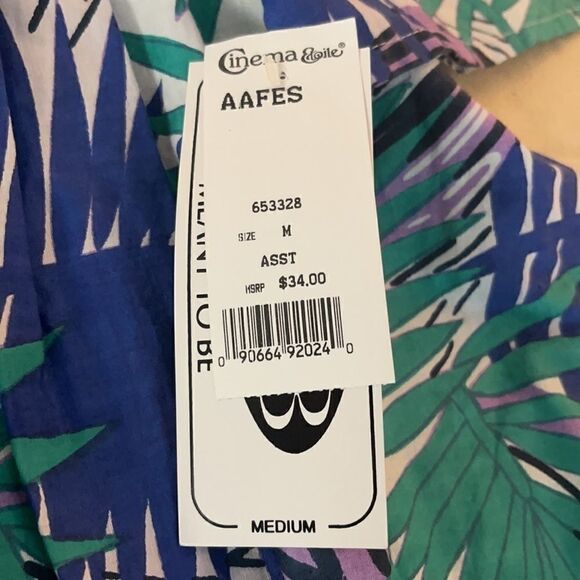 Cinema Etoile®
AAFES
653328
SIZE M
ASST
MSRP $34.00
0 90664 92024 0
MEANT TO BE
MEDIUM